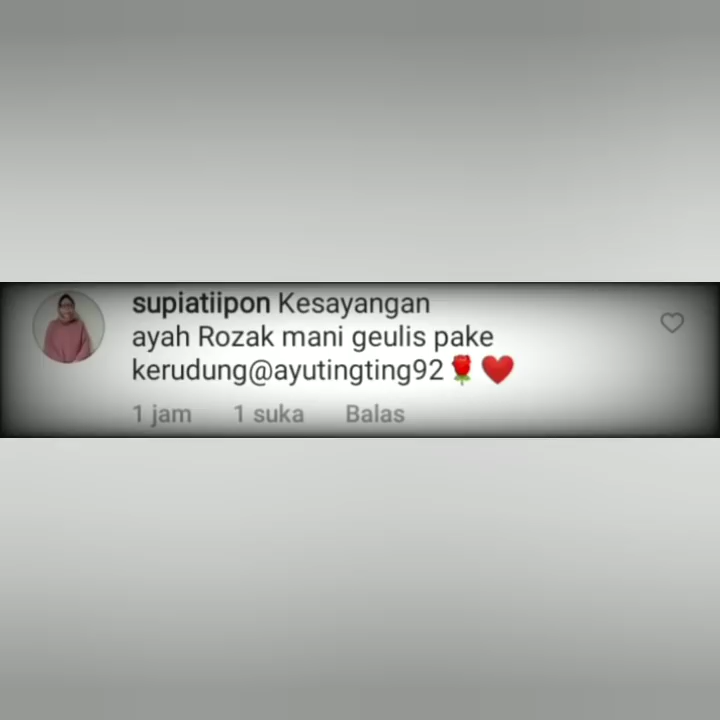 supiatiipon Kesayangan
ayah Rozak mani geulis pake
kerudung@ayutingting92🌹❤️
1 jam 1 suka Balas